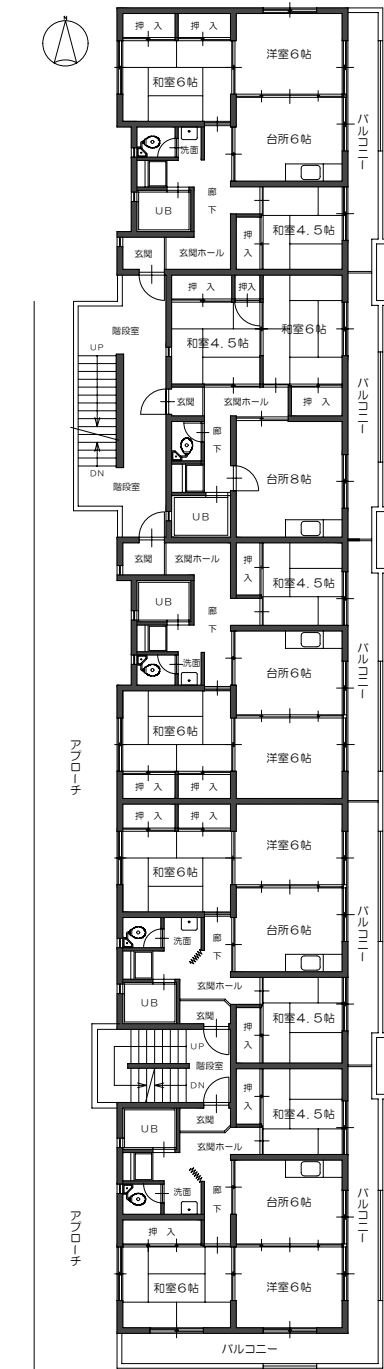 押 入
押 入
洋室6帖
和室6帖
バルコニー
台所6帖
洗面
廊下
UB
和室4.5帖
押入
玄関
玄関ホール
押 入
押入
階段室
和室4.5帖
和室6帖
UP
バルコニー
玄関
玄関ホール
押 入
廊下
台所8帖
DN
階段室
UB
玄関
玄関ホール
押入
和室4.5帖
UB
廊下
バルコニー
台所6帖
洗面
和室6帖
洋室6帖
アプローチ
押 入
押 入
押 入
押 入
洋室6帖
和室6帖
バルコニー
台所6帖
洗面
廊下
玄関ホール
UB
玄関
和室4.5帖
押入
UP
階段室
DN
押入
和室4.5帖
玄関
UB
玄関ホール
台所6帖
洗面
廊下
バルコニー
アプローチ
押 入
和室6帖
洋室6帖
バルコニー